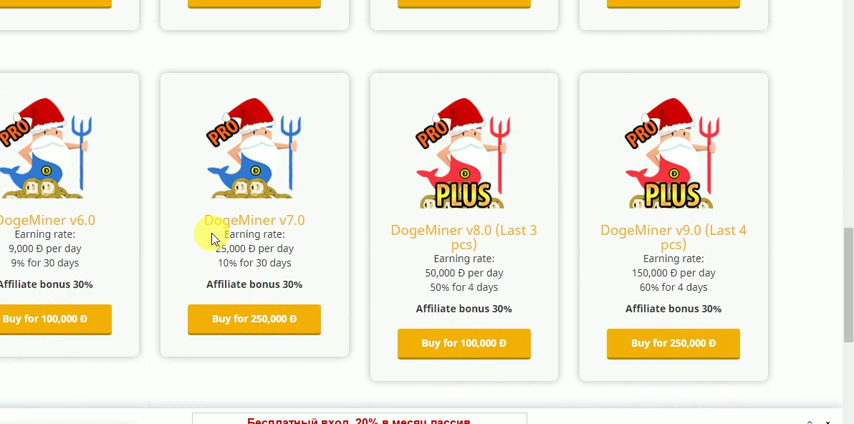 PRO
DogeMiner v6.0
Earning rate:
9,000 Đ per day
9% for 30 days
Affiliate bonus 30%
Buy for 100,000 Đ
PRO
DogeMiner v7.0
Earning rate:
25,000 Đ per day
10% for 30 days
Affiliate bonus 30%
Buy for 250,000 Đ
PRO
PLUS
DogeMiner v8.0 (Last 3
pcs)
Earning rate:
50,000 Đ per day
50% for 4 days
Affiliate bonus 30%
Buy for 100,000 Đ
PRO
PLUS
DogeMiner v9.0 (Last 4
pcs)
Earning rate:
150,000 Đ per day
60% for 4 days
Affiliate bonus 30%
Buy for 250,000 Đ
Бесплатный вход. 20% в месяц пассив